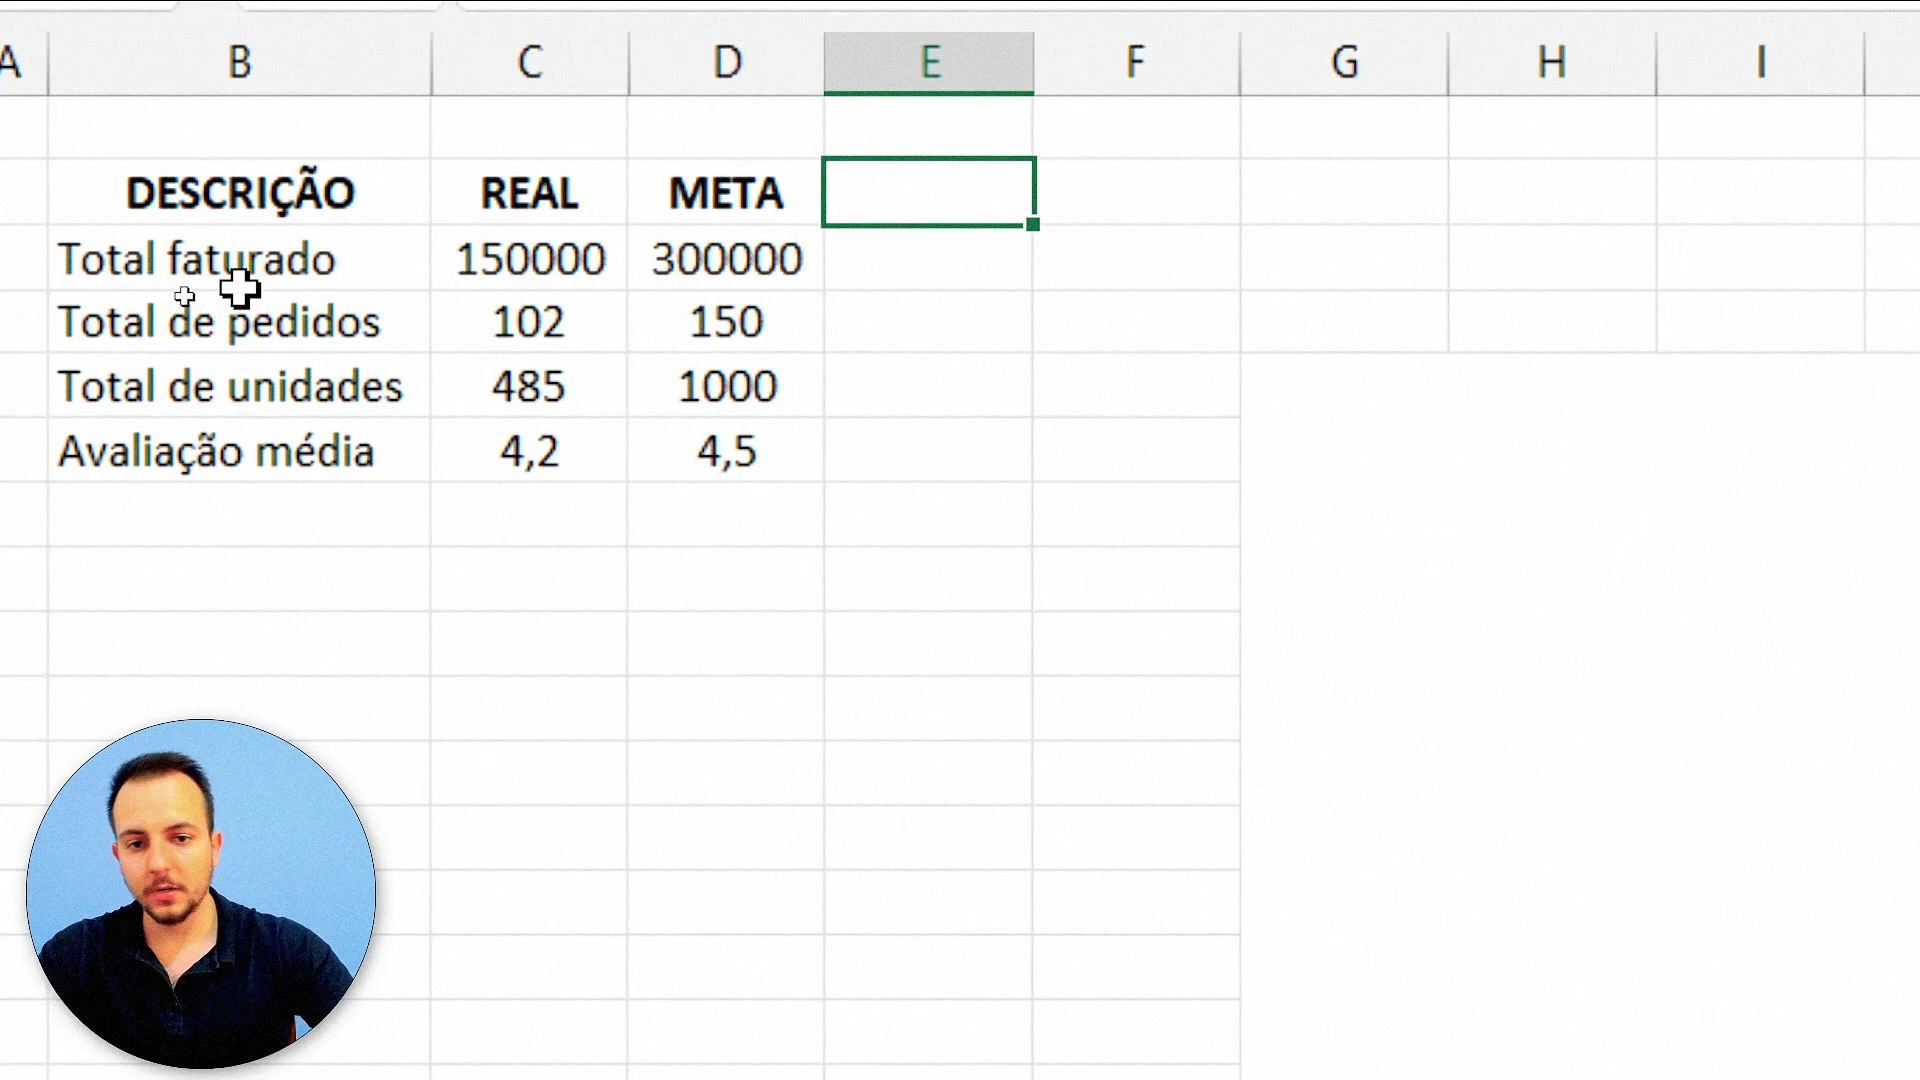 A B C D E F G H I
DESCRIÇÃO REAL META
Total faturado 150000 300000
Total de pedidos 102 150
Total de unidades 485 1000
Avaliação média 4,2 4,5